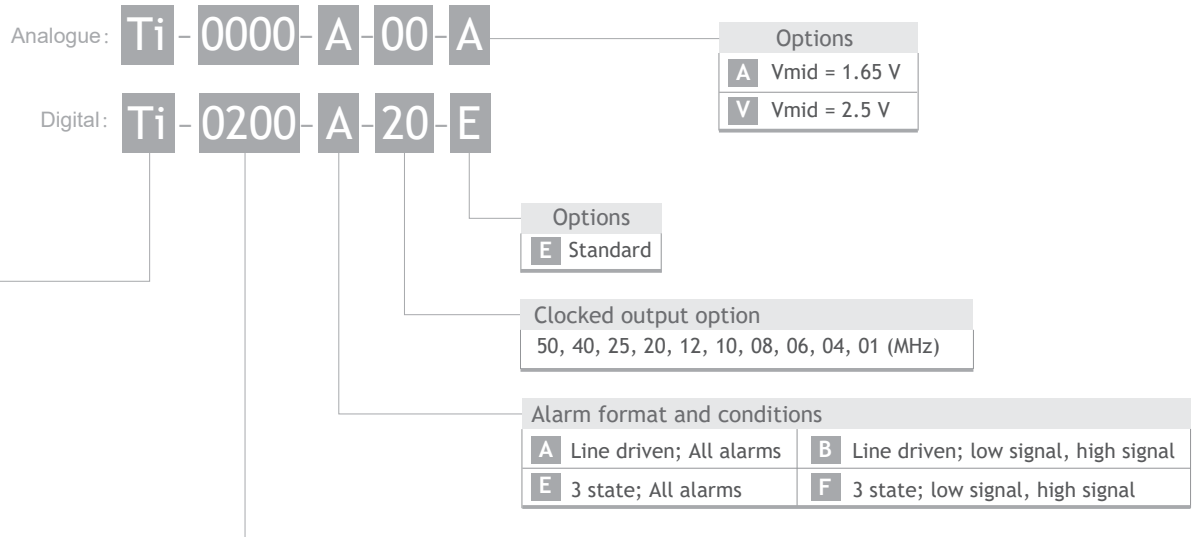 Analogue: Ti - 0000 - A - 00 - A
Options
A Vmid = 1.65 V
V Vmid = 2.5 V
Digital: Ti - 0200 - A - 20 - E
Options
E Standard
Clocked output option
50, 40, 25, 20, 12, 10, 08, 06, 04, 01 (MHz)
Alarm format and conditions
A Line driven; All alarms B Line driven; low signal, high signal
E 3 state; All alarms F 3 state; low signal, high signal